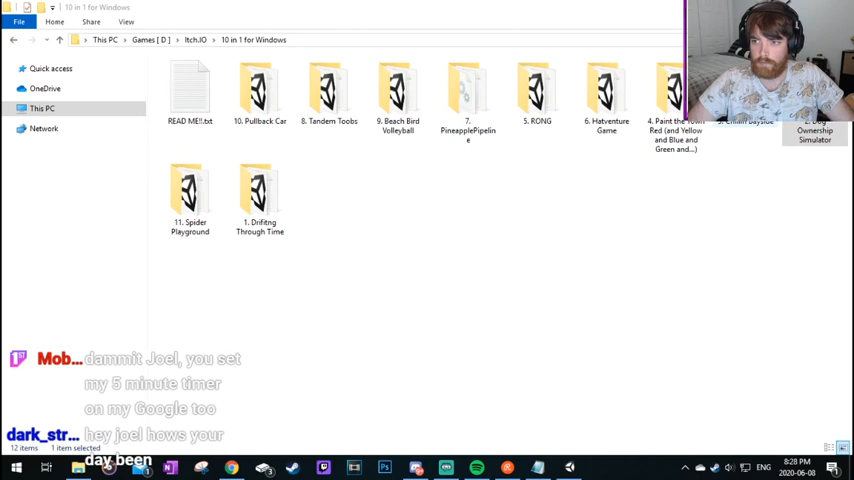 10 in 1 for Windows
File Home Share View
This PC Games [ D ] Itch.IO 10 in 1 for Windows
Quick access
OneDrive
This PC
Network
READ ME!!.txt
10. Pullback Car
8. Tandem Toobs
9. Beach Bird
Volleyball
7.
PineapplePipelin
e
5. RONG
6. Hatventure
Game
4. Paint the Town
Red (and Yellow
and Blue and
Green and...)
2. Dog
Ownership
Simulator
11. Spider
Playground
1. Drifitng
Through Time
1ST Mob... dammit Joel, you set
my 5 minute timer
on my Google too
dark_str... hey joel hows your
day been
12 items 1 item selected
8:28 PM
ENG
2020-06-08